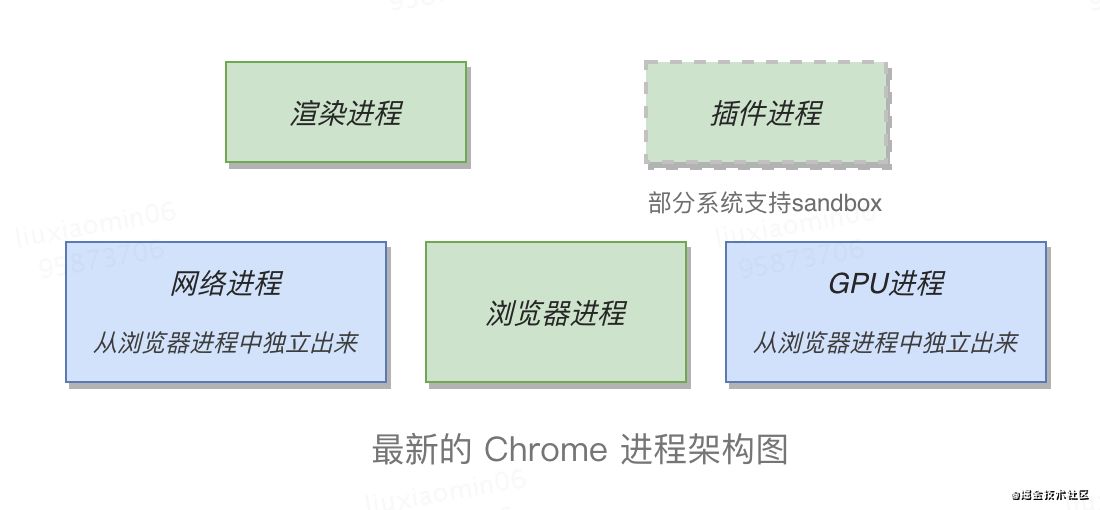 渲染进程
插件进程
部分系统支持sandbox
liuxiaomin06
95873706
liuxiaomin06
95873706
网络进程
从浏览器进程中独立出来
浏览器进程
GPU进程
从浏览器进程中独立出来
最新的 Chrome 进程架构图
liuxiaomin06
@掘金技术社区